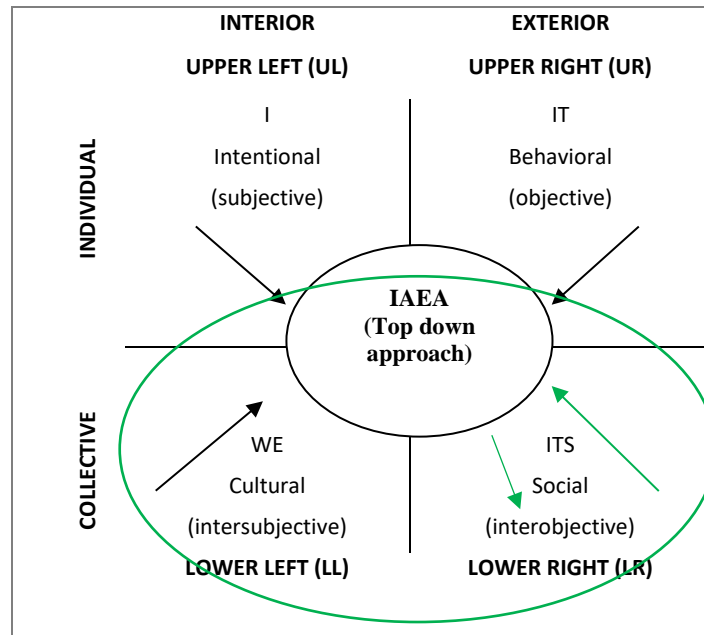 INTERIOR
EXTERIOR
UPPER LEFT (UL)
UPPER RIGHT (UR)
I
IT
Intentional
Behavioral
(subjective)
(objective)
INDIVIDUAL
IAEA
(Top down
approach)
COLLECTIVE
WE
ITS
Cultural
Social
(intersubjective)
(interobjective)
LOWER LEFT (LL)
LOWER RIGHT (LR)